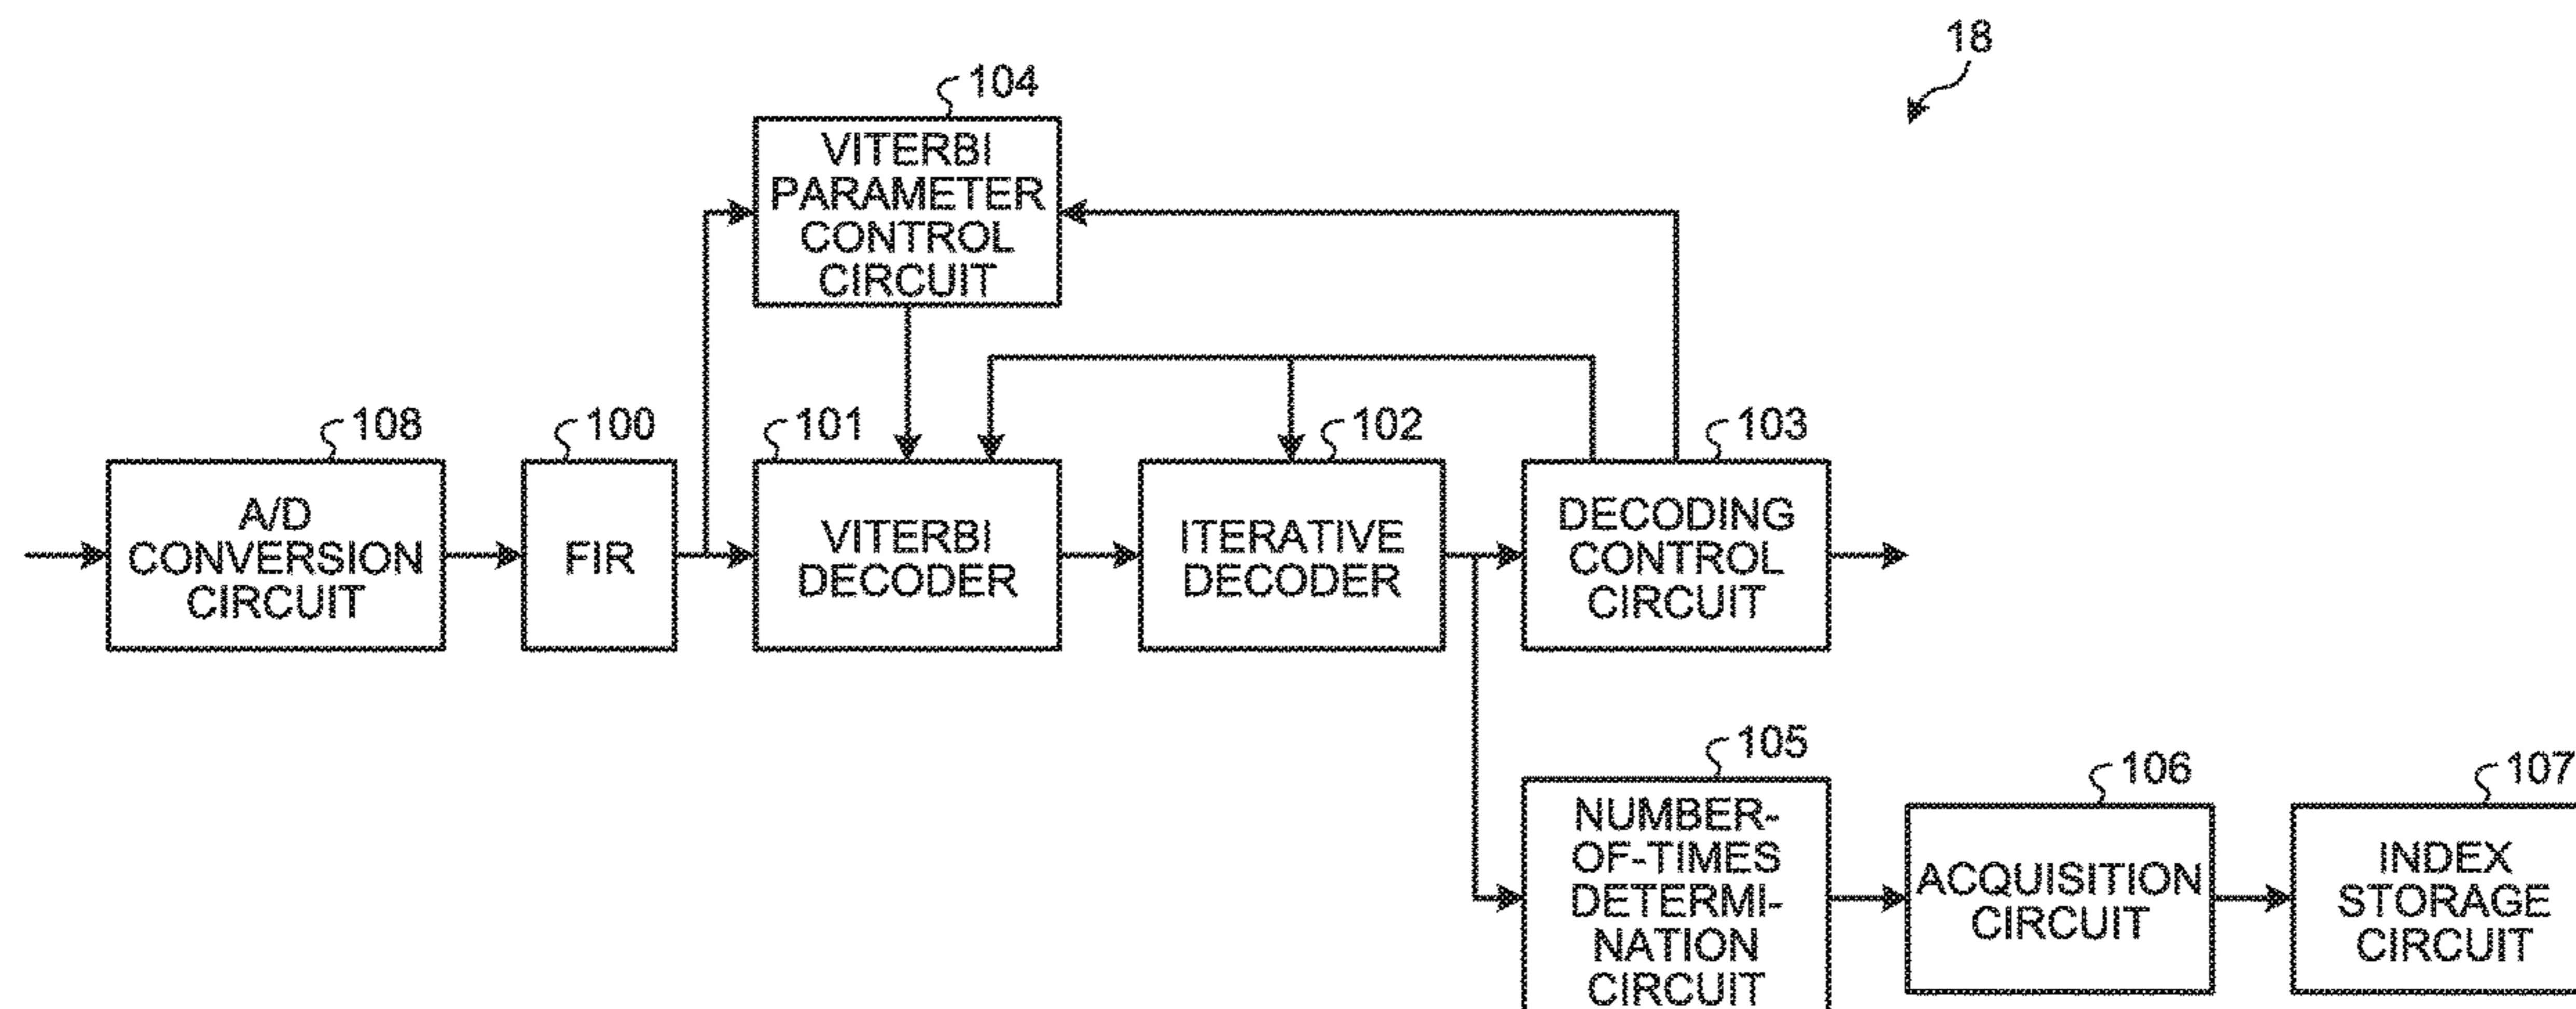 18
104
VITERBI
PARAMETER
CONTROL
CIRCUIT
108
100
101
102
103
A/D
CONVERSION
CIRCUIT
FIR
VITERBI
DECODER
ITERATIVE
DECODER
DECODING
CONTROL
CIRCUIT
105
106
107
NUMBER-
OF-TIMES
DETERMI-
NATION
CIRCUIT
ACQUISITION
CIRCUIT
INDEX
STORAGE
CIRCUIT